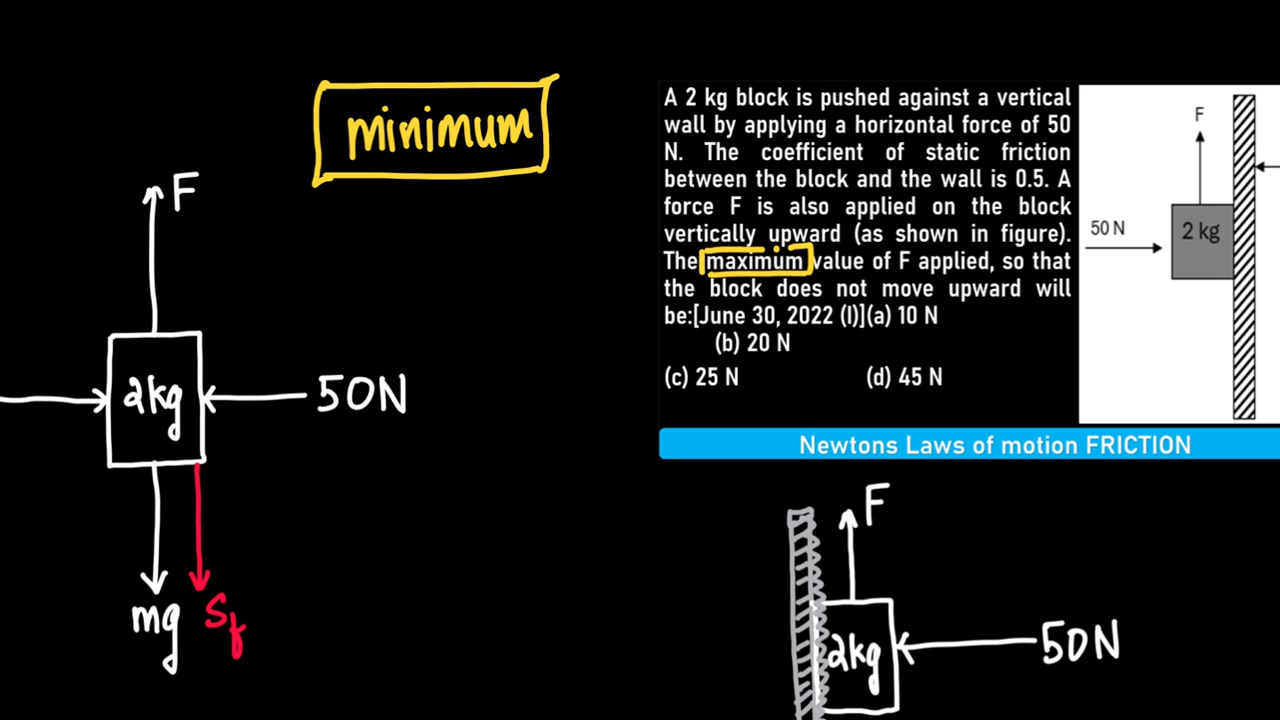 minimum
F
2kg
50N
mg
Sf
A 2 kg block is pushed against a vertical
wall by applying a horizontal force of 50
N. The coefficient of static friction
between the block and the wall is 0.5. A
force F is also applied on the block
vertically upward (as shown in figure).
The maximum value of F applied, so that
the block does not move upward will
be:[June 30, 2022 (I)](a) 10 N
(b) 20 N
(c) 25 N (d) 45 N
F
50 N
2 kg
Newtons Laws of motion FRICTION
F
2kg
50N